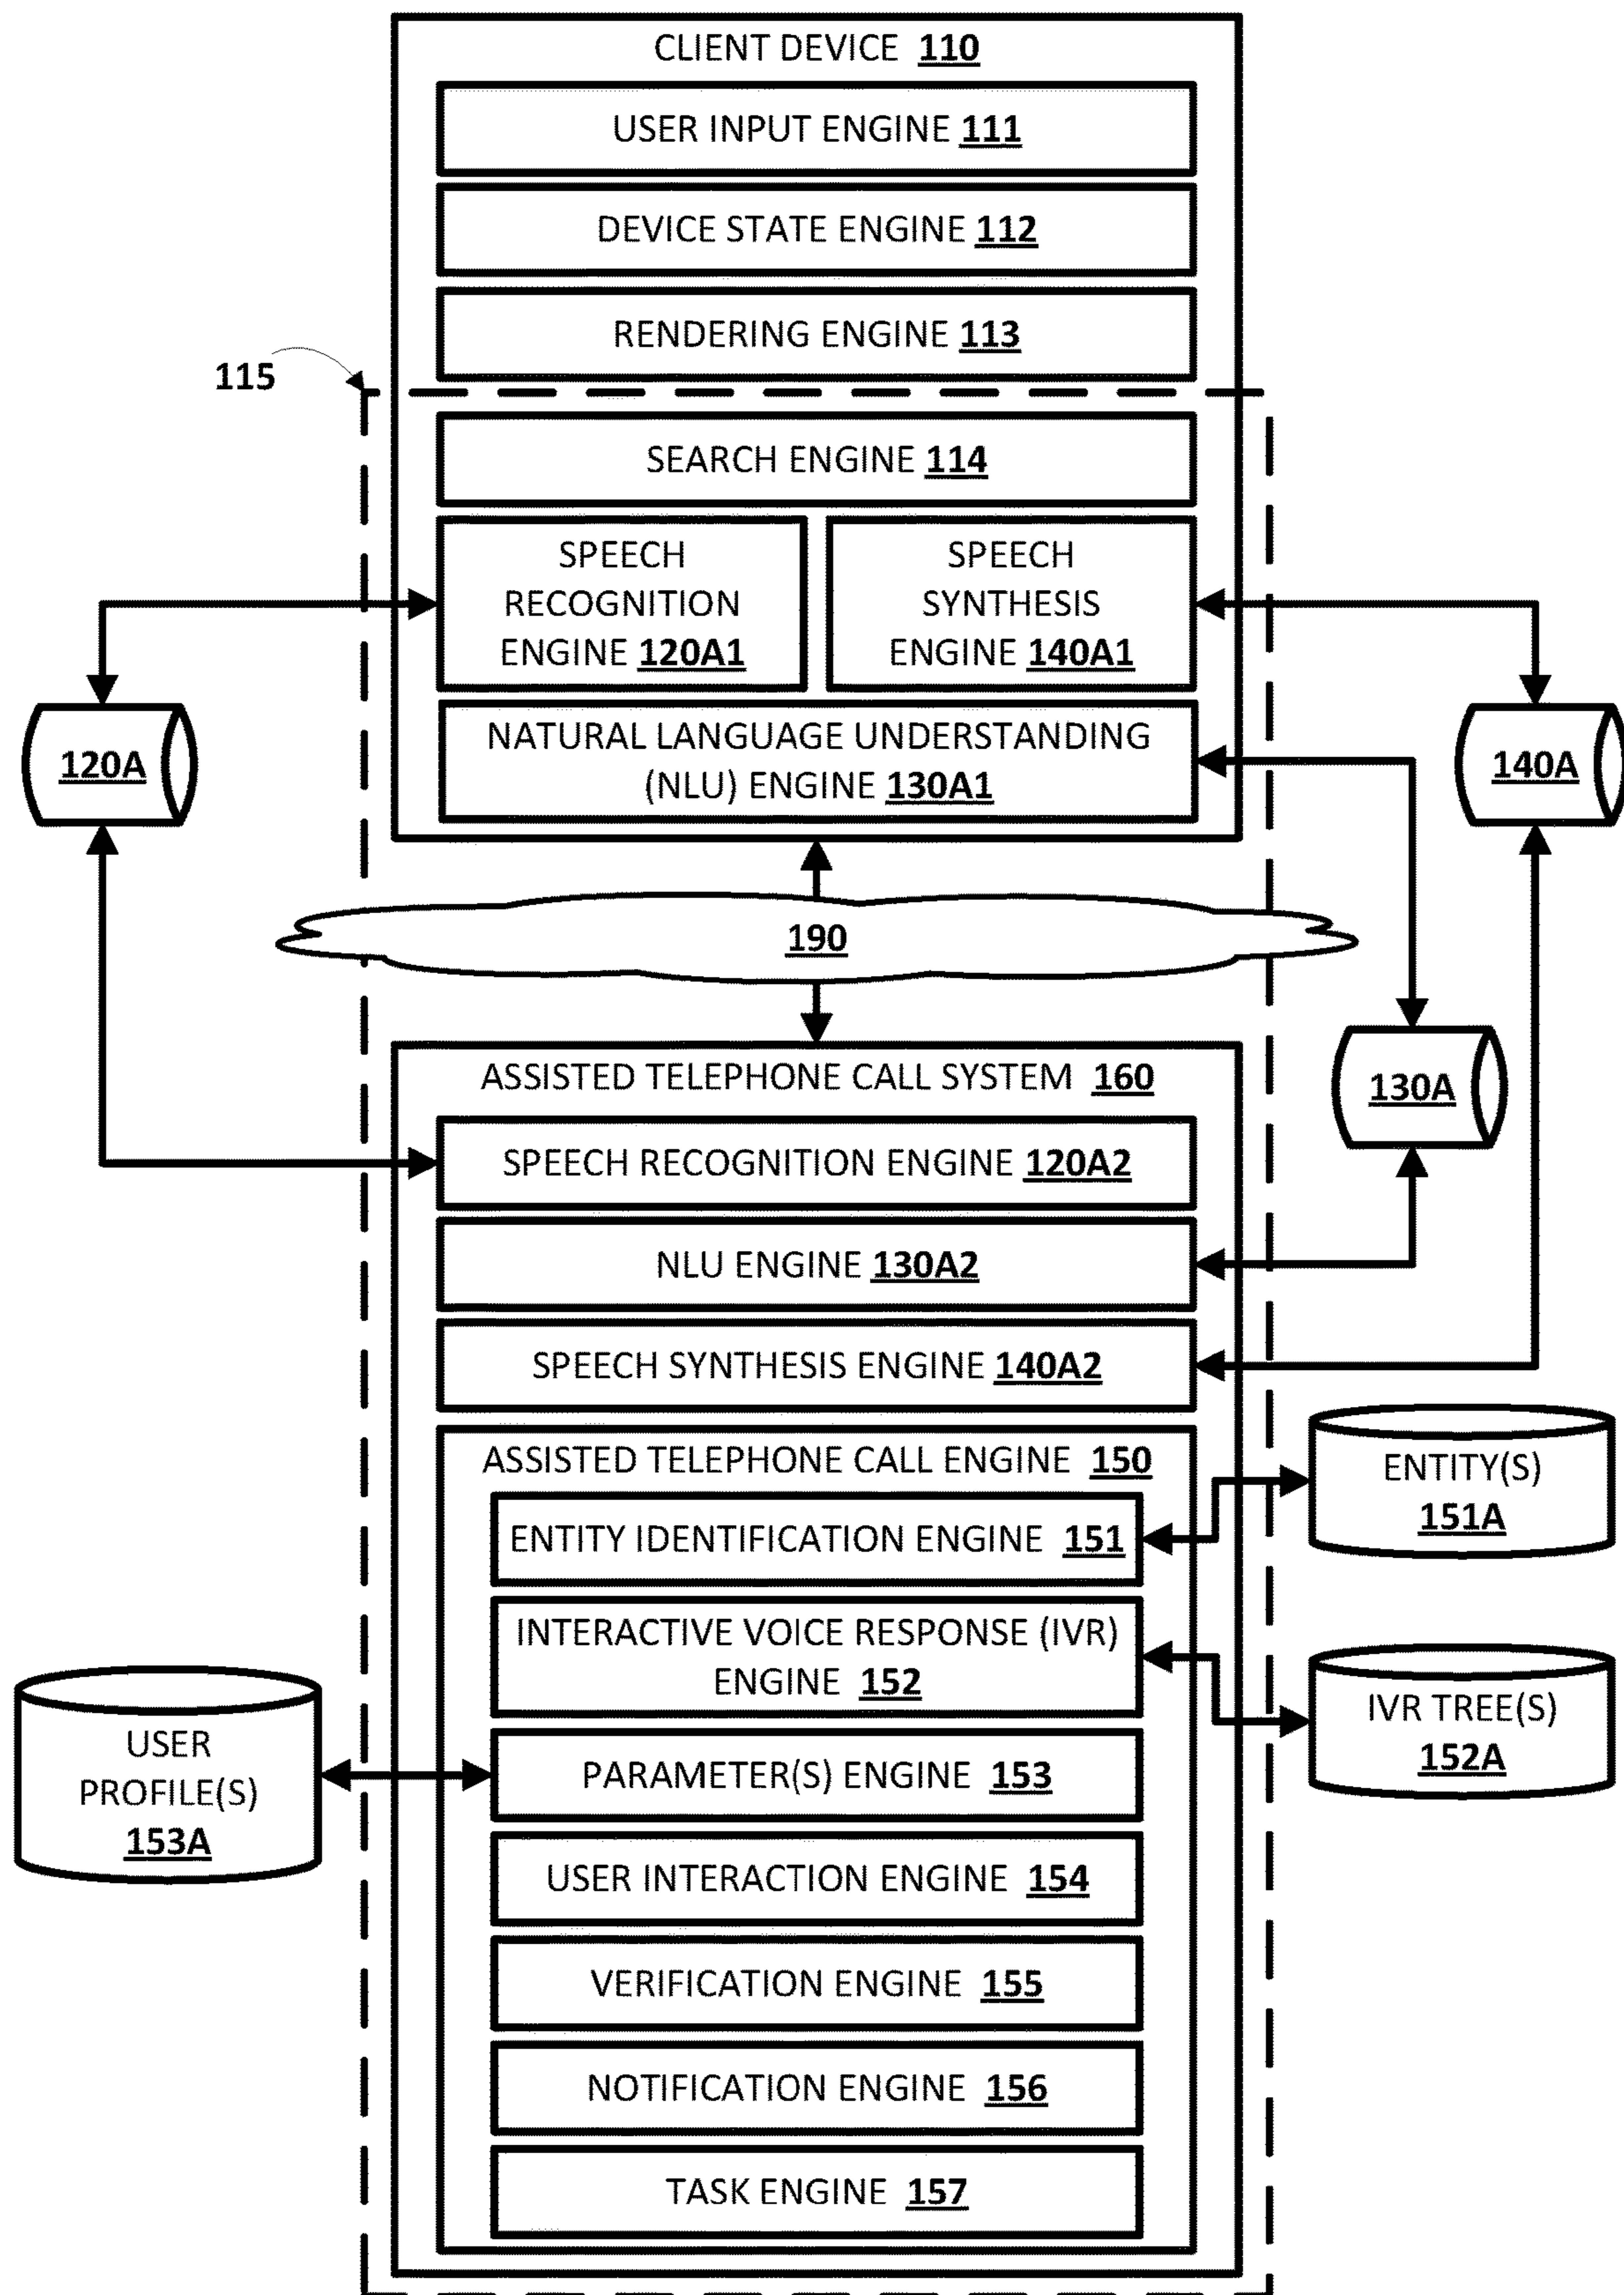 CLIENT DEVICE 110
USER INPUT ENGINE 111
DEVICE STATE ENGINE 112
RENDERING ENGINE 113
115
SEARCH ENGINE 114
SPEECH
RECOGNITION
ENGINE 120A1
SPEECH
SYNTHESIS
ENGINE 140A1
120A
NATURAL LANGUAGE UNDERSTANDING
(NLU) ENGINE 130A1
140A
190
ASSISTED TELEPHONE CALL SYSTEM 160
130A
SPEECH RECOGNITION ENGINE 120A2
NLU ENGINE 130A2
SPEECH SYNTHESIS ENGINE 140A2
ASSISTED TELEPHONE CALL ENGINE 150
ENTITY(S)
151A
ENTITY IDENTIFICATION ENGINE 151
INTERACTIVE VOICE RESPONSE (IVR)
ENGINE 152
IVR TREE(S)
152A
USER
PROFILE(S)
153A
PARAMETER(S) ENGINE 153
USER INTERACTION ENGINE 154
VERIFICATION ENGINE 155
NOTIFICATION ENGINE 156
TASK ENGINE 157